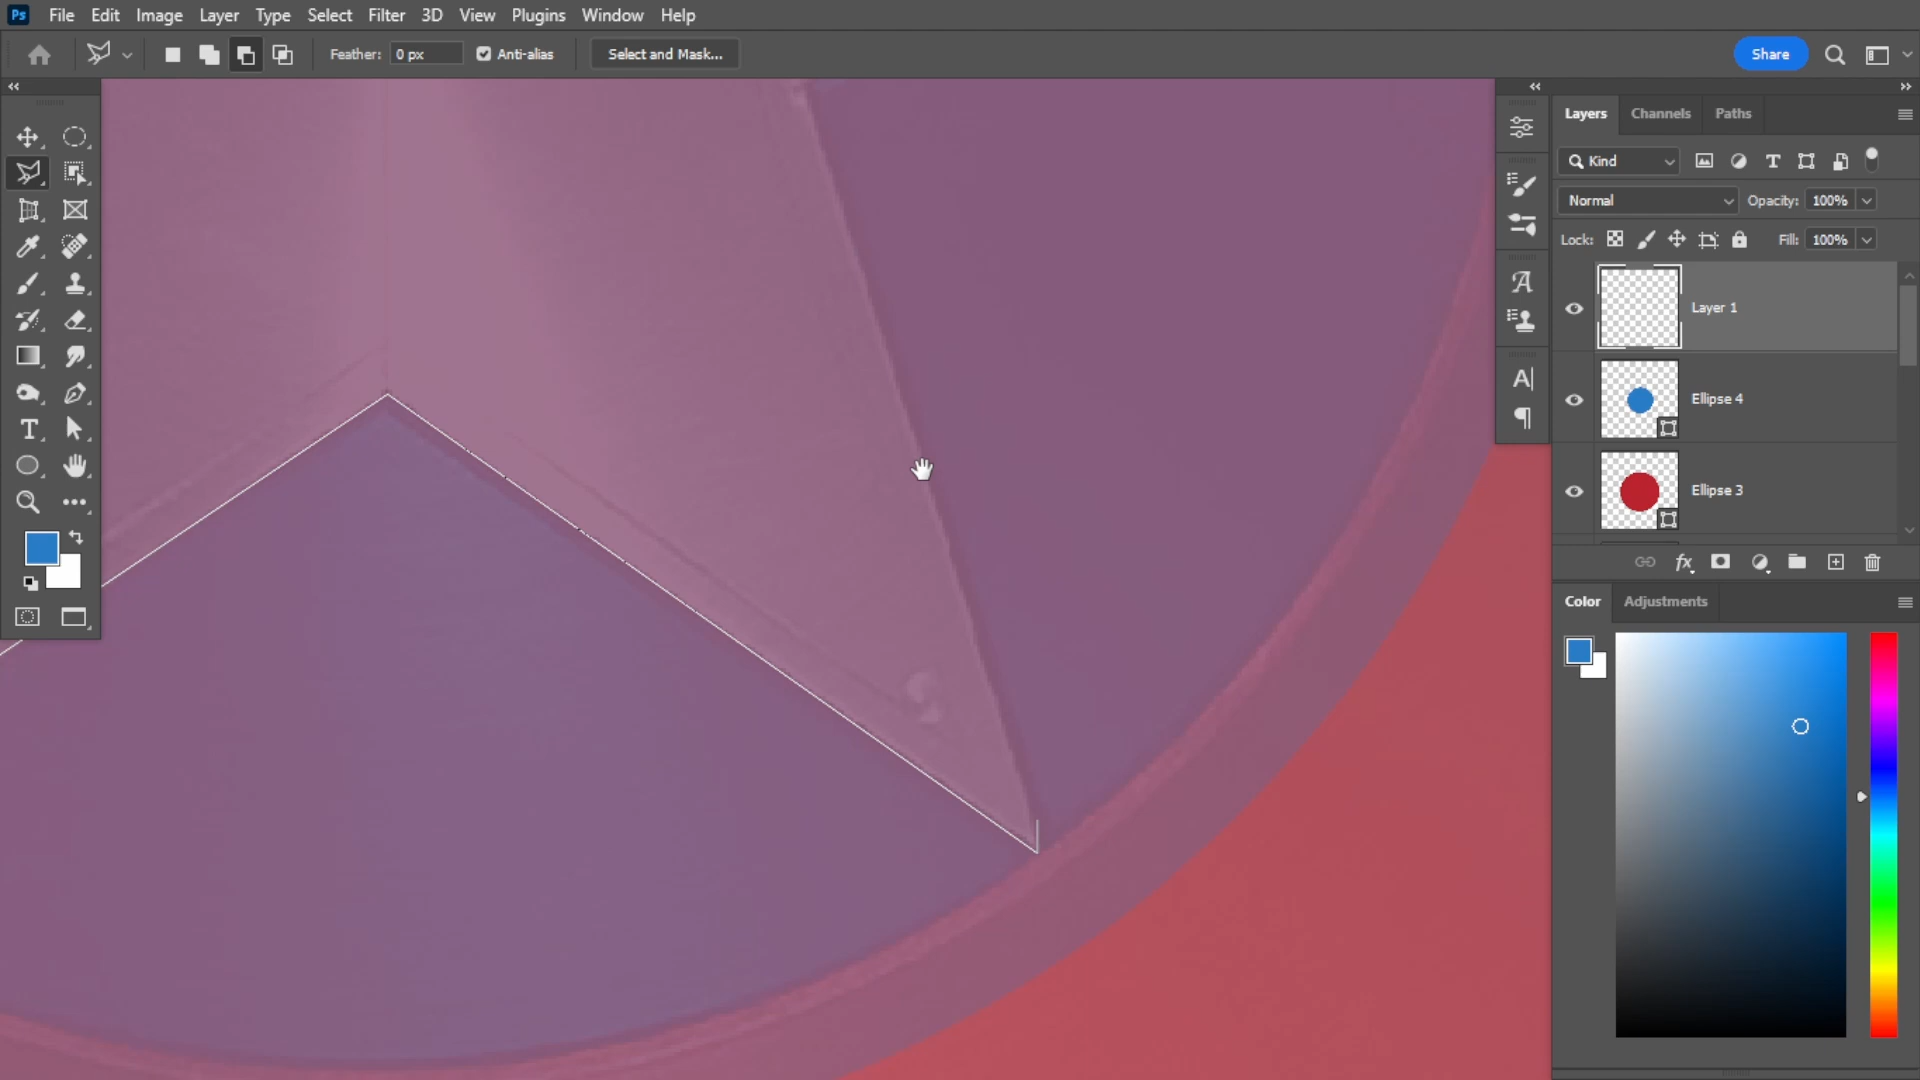 Ps File Edit Image Layer Type Select Filter 3D View Plugins Window Help
Feather: 0 px Anti-alias Select and Mask... Share
Layers Channels Paths
Kind
Normal Opacity: 100%
Lock: Fill: 100%
Layer 1
Ellipse 4
Ellipse 3
fx
Color Adjustments